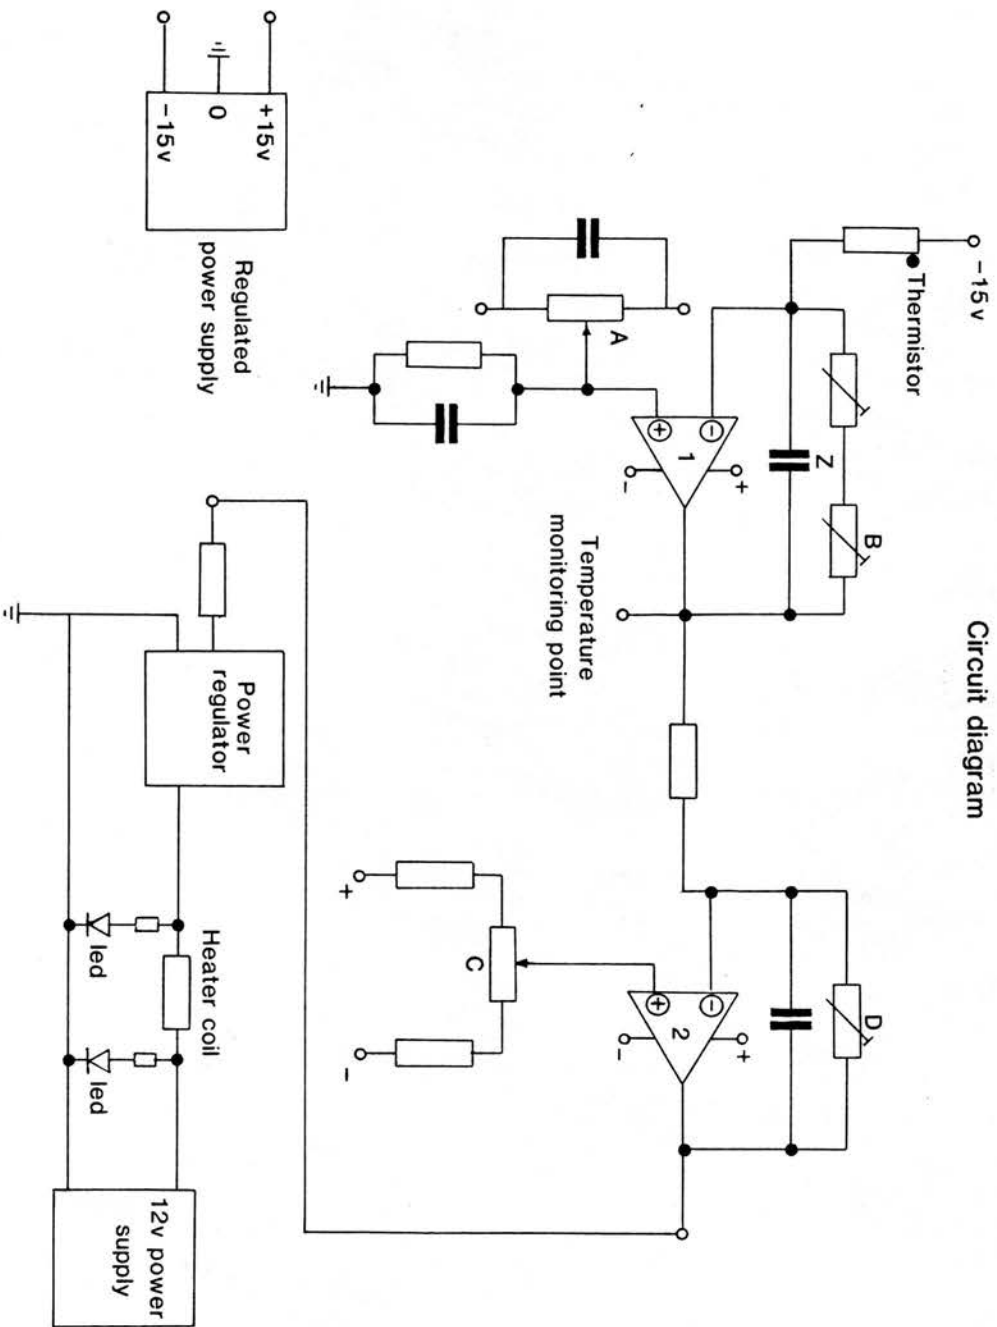 Circuit diagram
-15v
Thermistor
Z
B
D
A
-
+
1
+
-
-
+
2
+
-
Temperature
monitoring point
C
+
-
+15v
0
-15v
Regulated
power supply
Power
regulator
Heater coil
led
led
12v power
supply